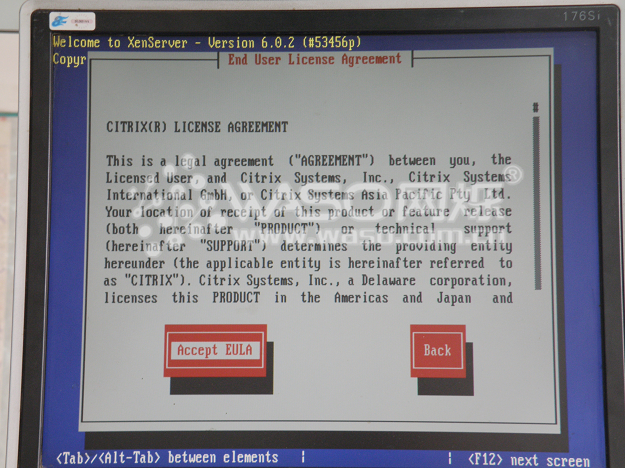 176Si
Welcome to XenServer - Version 6.0.2 (#53456p)
Copyr
End User License Agreement
CITRIX(R) LICENSE AGREEMENT
This is a legal agreement ("AGREEMENT") between you, the
Licensed User, and Citrix Systems, Inc., Citrix Systems
International GmbH, or Citrix Systems Asia Pacific Pty Ltd.
Your location of receipt of this product or feature release
(both hereinafter "PRODUCT") or technical support
(hereinafter "SUPPORT") determines the providing entity
hereunder (the applicable entity is hereinafter referred to
as "CITRIX"). Citrix Systems, Inc., a Delaware corporation,
licenses this PRODUCT in the Americas and Japan and
Accept EULA
Back
<Tab>/<Alt-Tab> between elements | | <F12> next screen